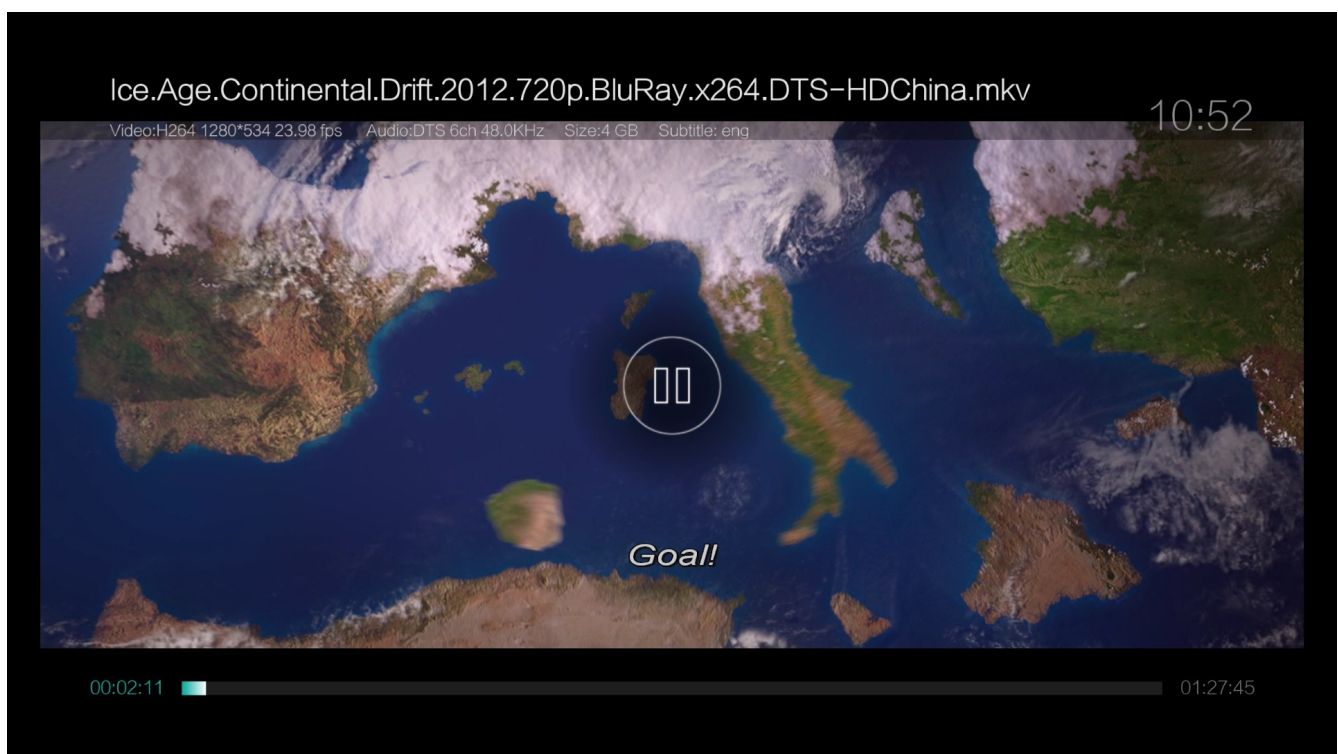 Ice.Age.Continental.Drift.2012.720p.BluRay.x264.DTS-HDChina.mkv
10:52
Video:H264 1280*534 23.98 fps Audio:DTS 6ch 48.0KHz Size:4 GB Subtitle: eng
Goal!
00:02:11 01:27:45